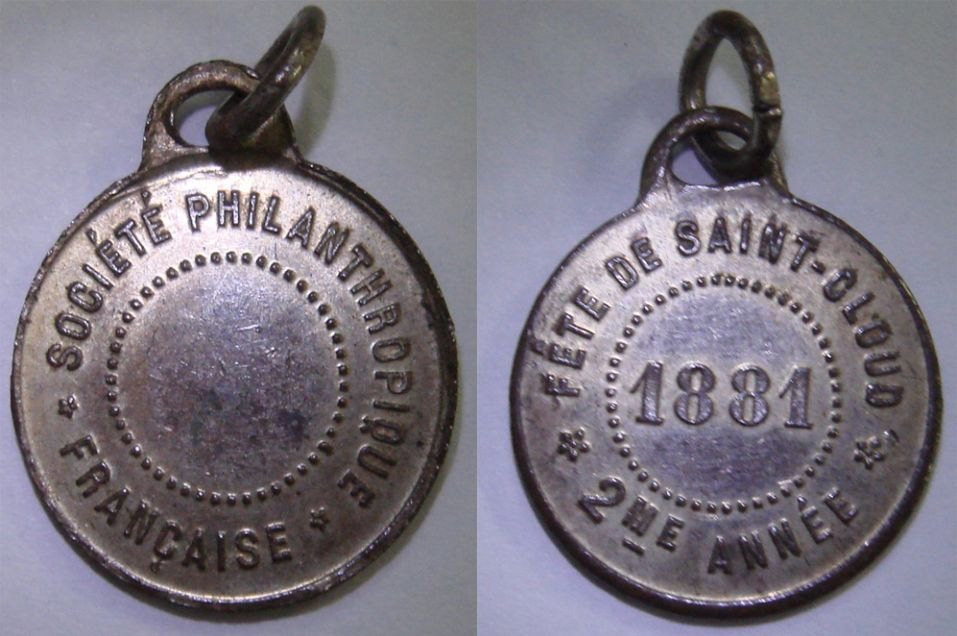 SOCIÉTÉ PHILANTHROPIQUE
FRANÇAISE
FÊTE DE SAINT-CLOUD
1881
2ME ANNÉE